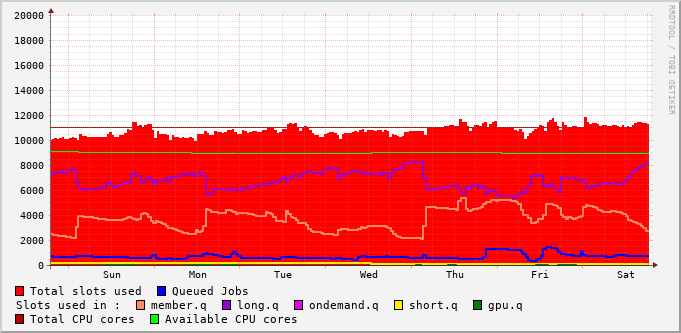 20000
18000
16000
14000
12000
10000
8000
6000
4000
2000
0
Sun Mon Tue Wed Thu Fri Sat
RRDTOOL / TOBI OETIKER
Total slots used Queued Jobs
Slots used in : member.q long.q ondemand.q short.q gpu.q
Total CPU cores Available CPU cores